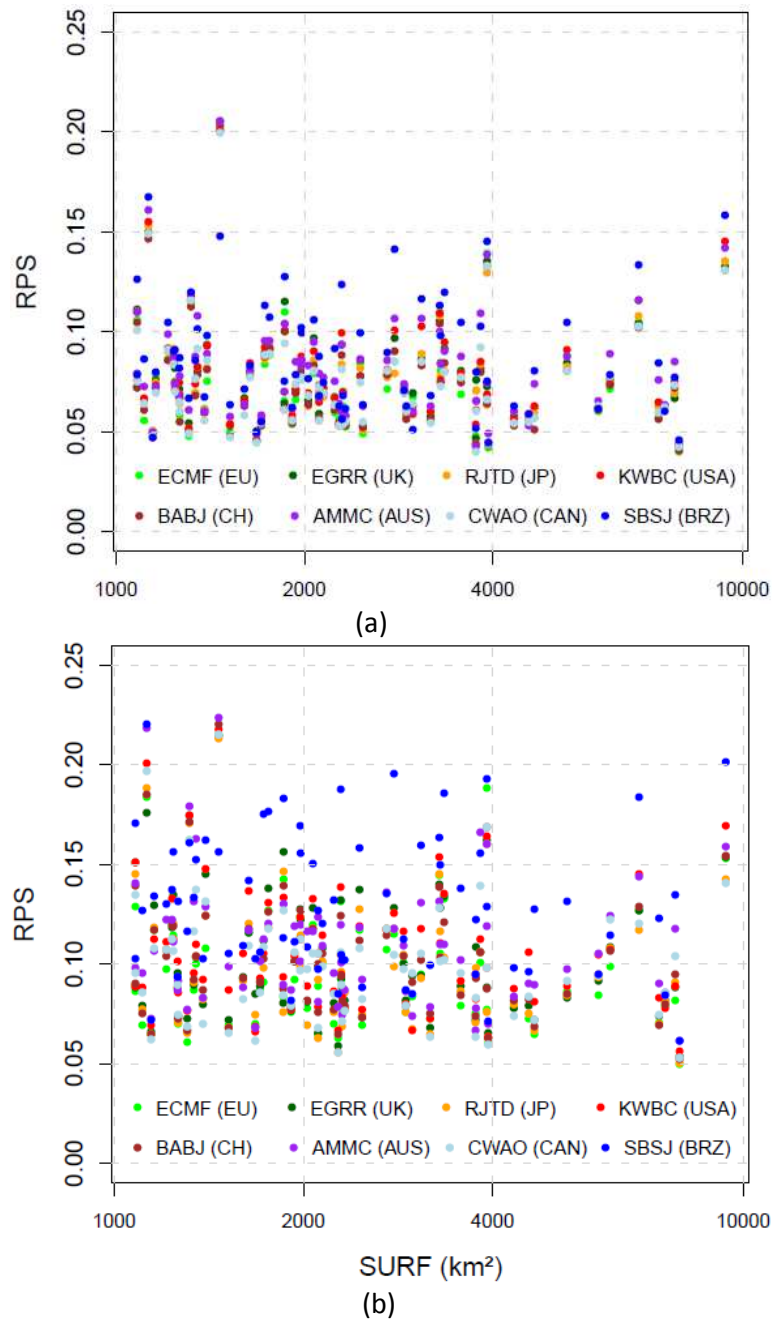 0.25
0.20
0.15
RPS
0.10
0.05
0.00
ECMF (EU) EGRR (UK) RJTD (JP) KWBC (USA)
BABJ (CH) AMMC (AUS) CWAO (CAN) SBSJ (BRZ)
1000 2000 4000 10000
(a)
0.25
0.20
0.15
RPS
0.10
0.05
0.00
ECMF (EU) EGRR (UK) RJTD (JP) KWBC (USA)
BABJ (CH) AMMC (AUS) CWAO (CAN) SBSJ (BRZ)
1000 2000 4000 10000
SURF (km²)
(b)